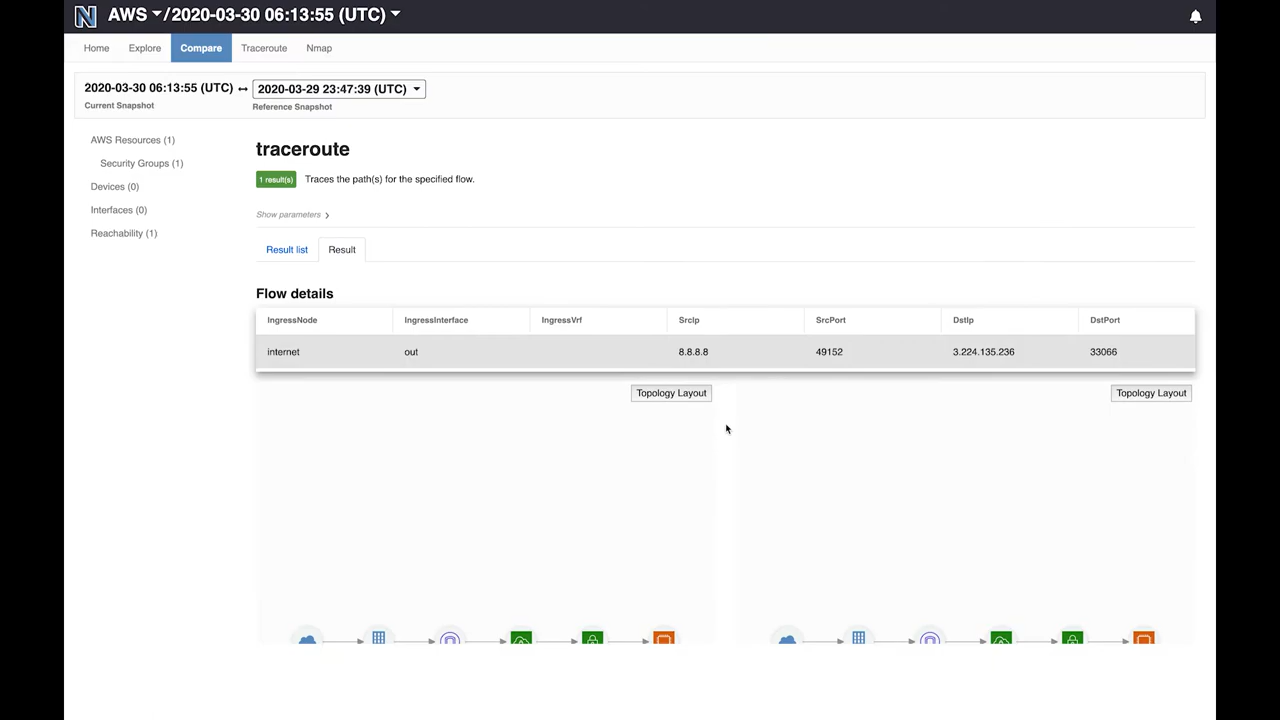 AWS / 2020-03-30 06:13:55 (UTC)
Home Explore Compare Traceroute Nmap
2020-03-30 06:13:55 (UTC) ↔ 2020-03-29 23:47:39 (UTC)
Current Snapshot Reference Snapshot
AWS Resources (1)
Security Groups (1)
Devices (0)
Interfaces (0)
Reachability (1)
traceroute
1 result(s) Traces the path(s) for the specified flow.
Show parameters
Result list Result
Flow details
IngressNode IngressInterface IngressVrf SrcIp SrcPort DstIp DstPort
internet out 8.8.8.8 49152 3.224.135.236 33066
Topology Layout Topology Layout